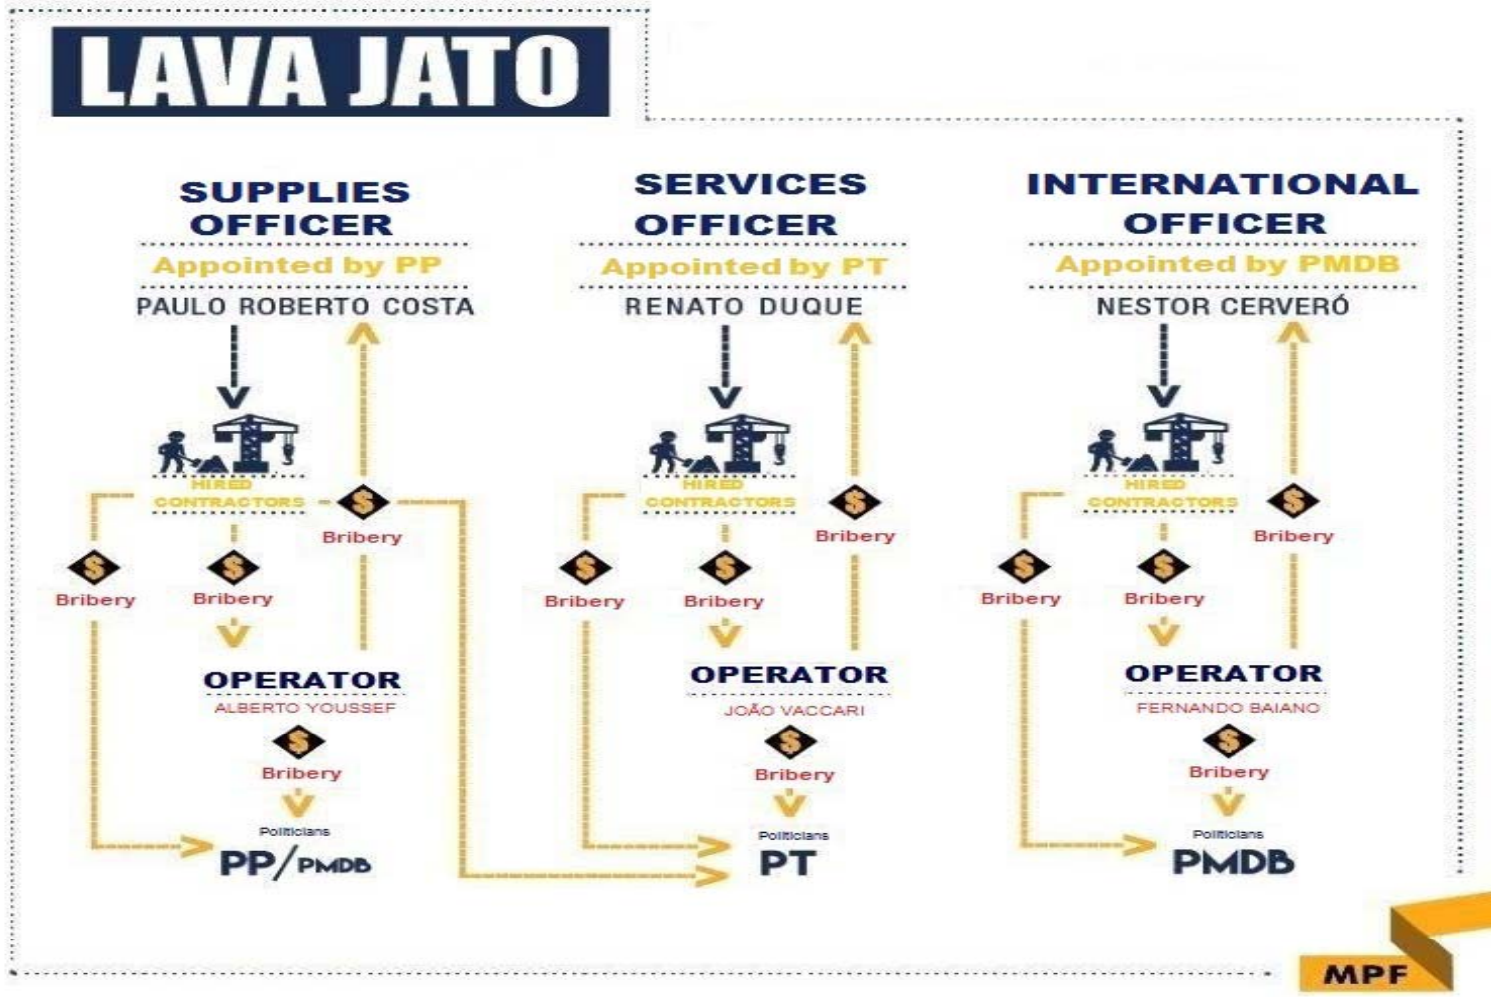 LAVA JATO
SUPPLIES
OFFICER
Appointed by PP
PAULO ROBERTO COSTA
HIRED
CONTRACTORS
$
Bribery
$
Bribery
$
Bribery
OPERATOR
ALBERTO YOUSSEF
$
Bribery
Politicians
PP/PMDB
SERVICES
OFFICER
Appointed by PT
RENATO DUQUE
HIRED
CONTRACTORS
$
Bribery
$
Bribery
$
Bribery
OPERATOR
JOÃO VACCARI
$
Bribery
Politicians
PT
INTERNATIONAL
OFFICER
Appointed by PMDB
NESTOR CERVERÓ
HIRED
CONTRACTORS
$
Bribery
$
Bribery
$
Bribery
OPERATOR
FERNANDO BAIANO
$
Bribery
Politicians
PMDB
MPF